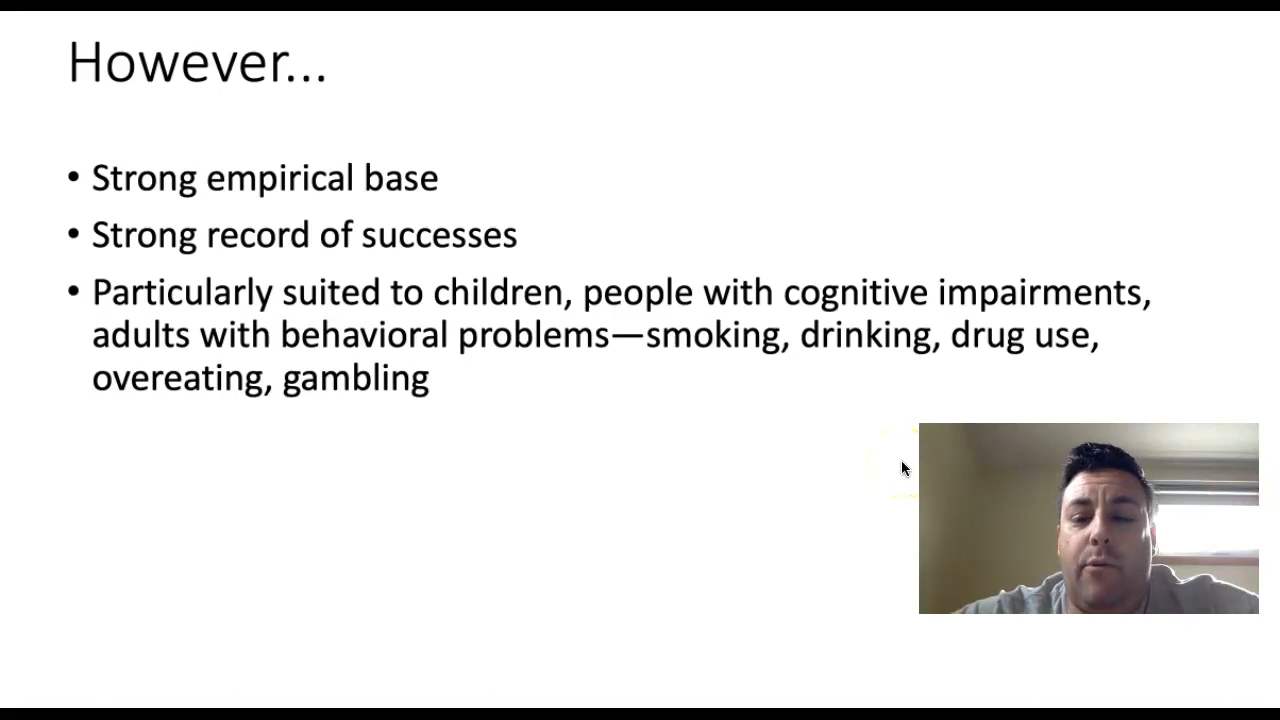 However...
• Strong empirical base
• Strong record of successes
• Particularly suited to children, people with cognitive impairments,
adults with behavioral problems—smoking, drinking, drug use,
overeating, gambling